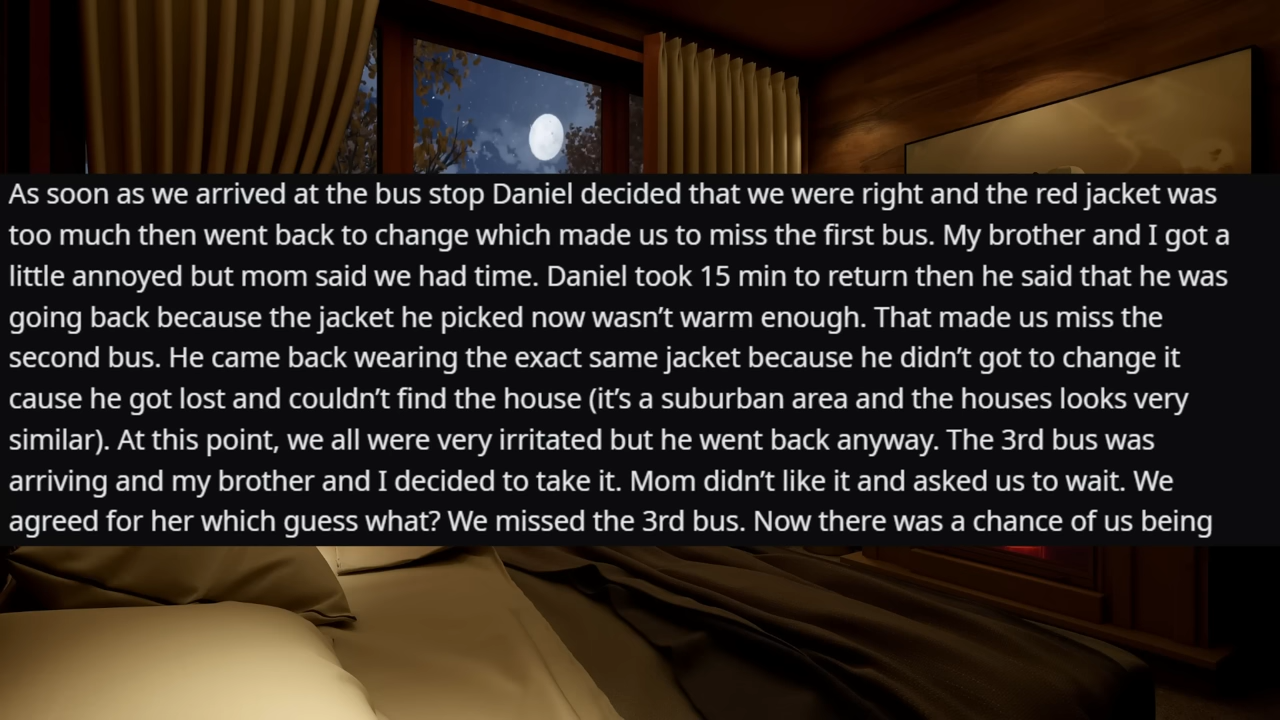 As soon as we arrived at the bus stop Daniel decided that we were right and the red jacket was
too much then went back to change which made us to miss the first bus. My brother and I got a
little annoyed but mom said we had time. Daniel took 15 min to return then he said that he was
going back because the jacket he picked now wasn’t warm enough. That made us miss the
second bus. He came back wearing the exact same jacket because he didn’t got to change it
cause he got lost and couldn’t find the house (it’s a suburban area and the houses looks very
similar). At this point, we all were very irritated but he went back anyway. The 3rd bus was
arriving and my brother and I decided to take it. Mom didn’t like it and asked us to wait. We
agreed for her which guess what? We missed the 3rd bus. Now there was a chance of us being